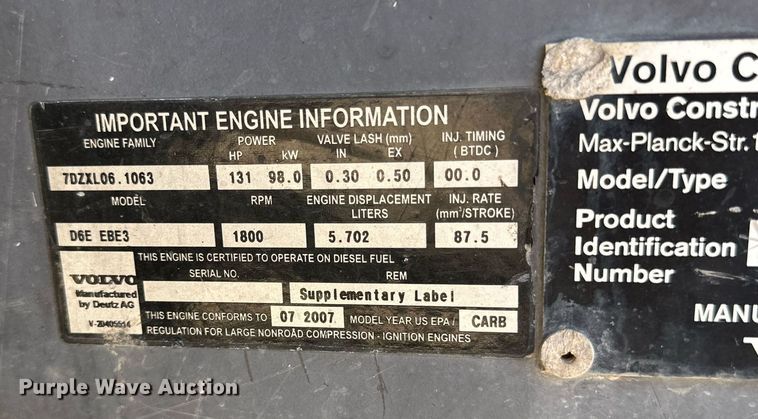 IMPORTANT ENGINE INFORMATION
ENGINE FAMILY POWER VALVE LASH (mm) INJ. TIMING
HP kW IN EX (BTDC)
7DZXL06.1063 131 98.0 0.30 0.50 00.0
MODEL RPM ENGINE DISPLACEMENT INJ. RATE
LITERS (mm³/STROKE)
D6E EBE3 1800 5.702 87.5
THIS ENGINE IS CERTIFIED TO OPERATE ON DIESEL FUEL
VOLVO SERIAL NO. REM
Manufactured
by Deutz AG
Supplementary Label
V-20405554
THIS ENGINE CONFORMS TO 07 2007 MODEL YEAR US EPA / CARB
REGULATION FOR LARGE NONROAD COMPRESSION - IGNITION ENGINES
Volvo C
Volvo Constr
Max-Planck-Str.1
Model/Type
Product
Identification
Number
MANU
V
Purple Wave Auction